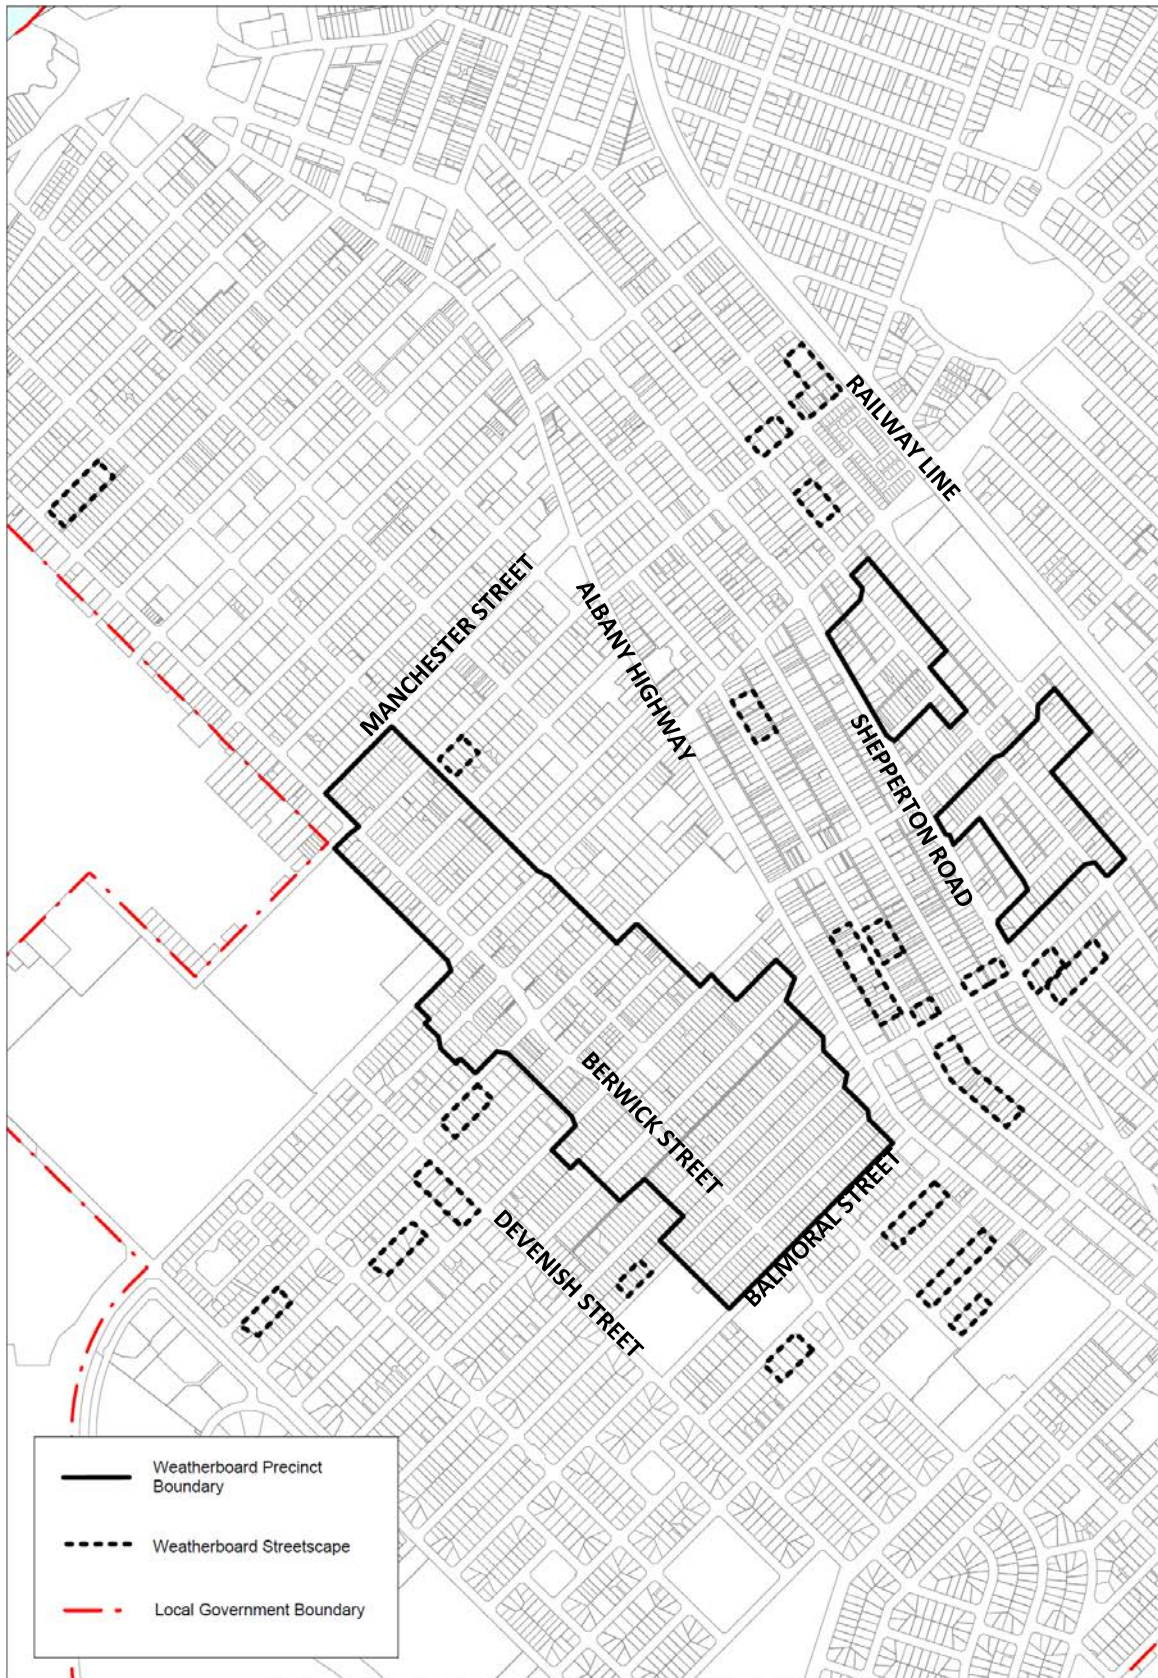 RAILWAY LINE
MANCHESTER STREET
ALBANY HIGHWAY
SHEPPERTON ROAD
BERWICK STREET
BALMORAL STREET
DEVENISH STREET
Weatherboard Precinct
Boundary
Weatherboard Streetscape
Local Government Boundary